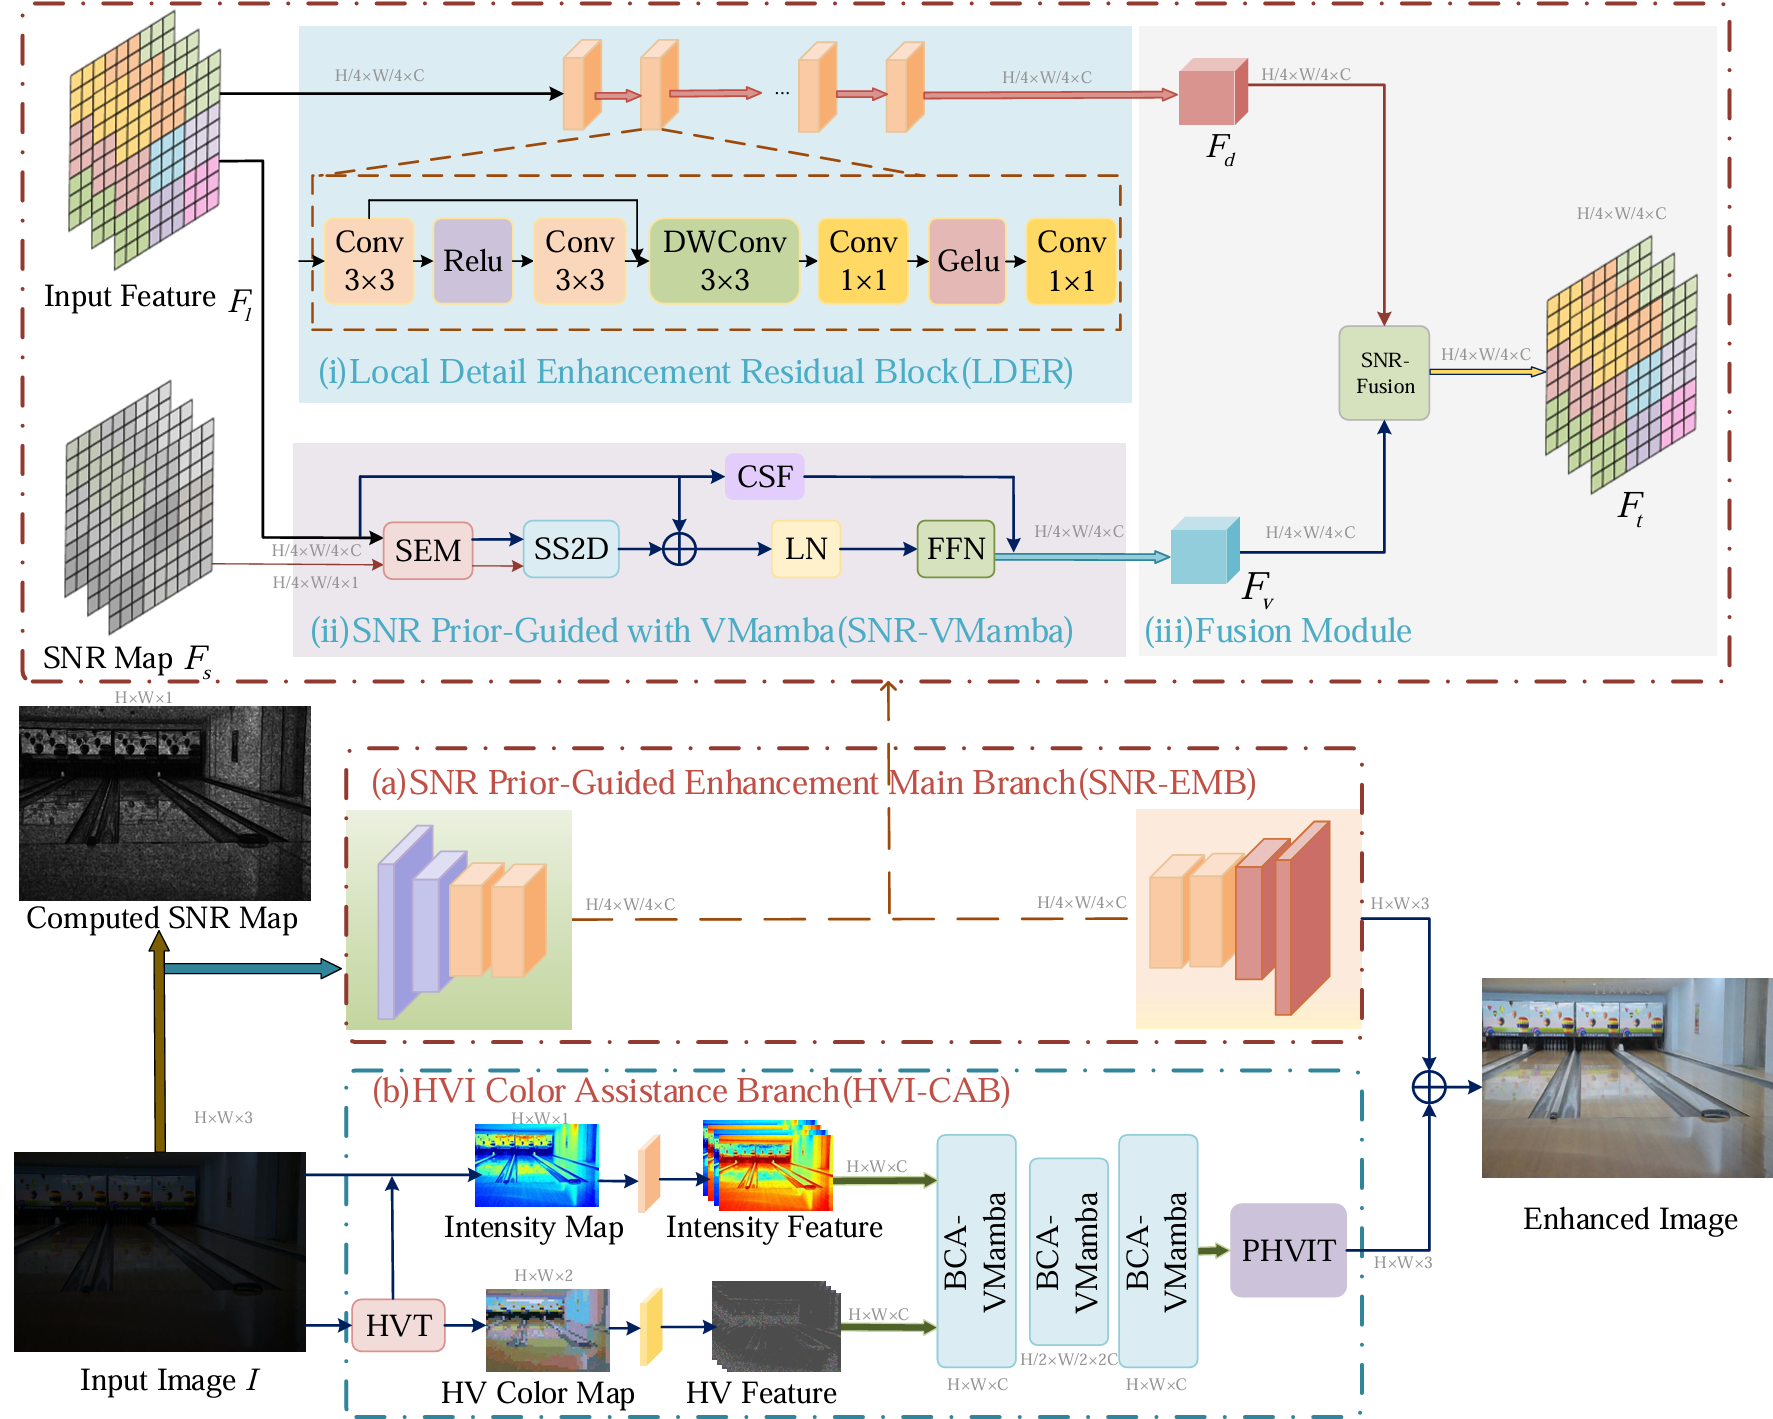 H/4×W/4×C
H/4×W/4×C
H/4×W/4×C
...
F_d
Conv 3×3
Relu
Conv 3×3
DWConv 3×3
Conv 1×1
Gelu
Conv 1×1
Input Feature F_l
(i)Local Detail Enhancement Residual Block(LDER)
H/4×W/4×C
SNR-Fusion
H/4×W/4×C
F_t
CSF
SEM
SS2D
LN
FFN
H/4×W/4×C
H/4×W/4×1
H/4×W/4×C
H/4×W/4×C
F_v
(ii)SNR Prior-Guided with VMamba(SNR-VMamba)
(iii)Fusion Module
SNR Map F_s
H×W×1
Computed SNR Map
(a)SNR Prior-Guided Enhancement Main Branch(SNR-EMB)
H/4×W/4×C
H/4×W/4×C
H×W×3
H×W×3
H×W×3
Enhanced Image
(b)HVI Color Assistance Branch(HVI-CAB)
H×W×1
Intensity Map
Intensity Feature
H×W×C
HVT
H×W×2
HV Color Map
HV Feature
H×W×C
BCA-VMamba
H×W×C
BCA-VMamba
H/2×W/2×2C
BCA-VMamba
H×W×C
PHVIT
H×W×3
Input Image I